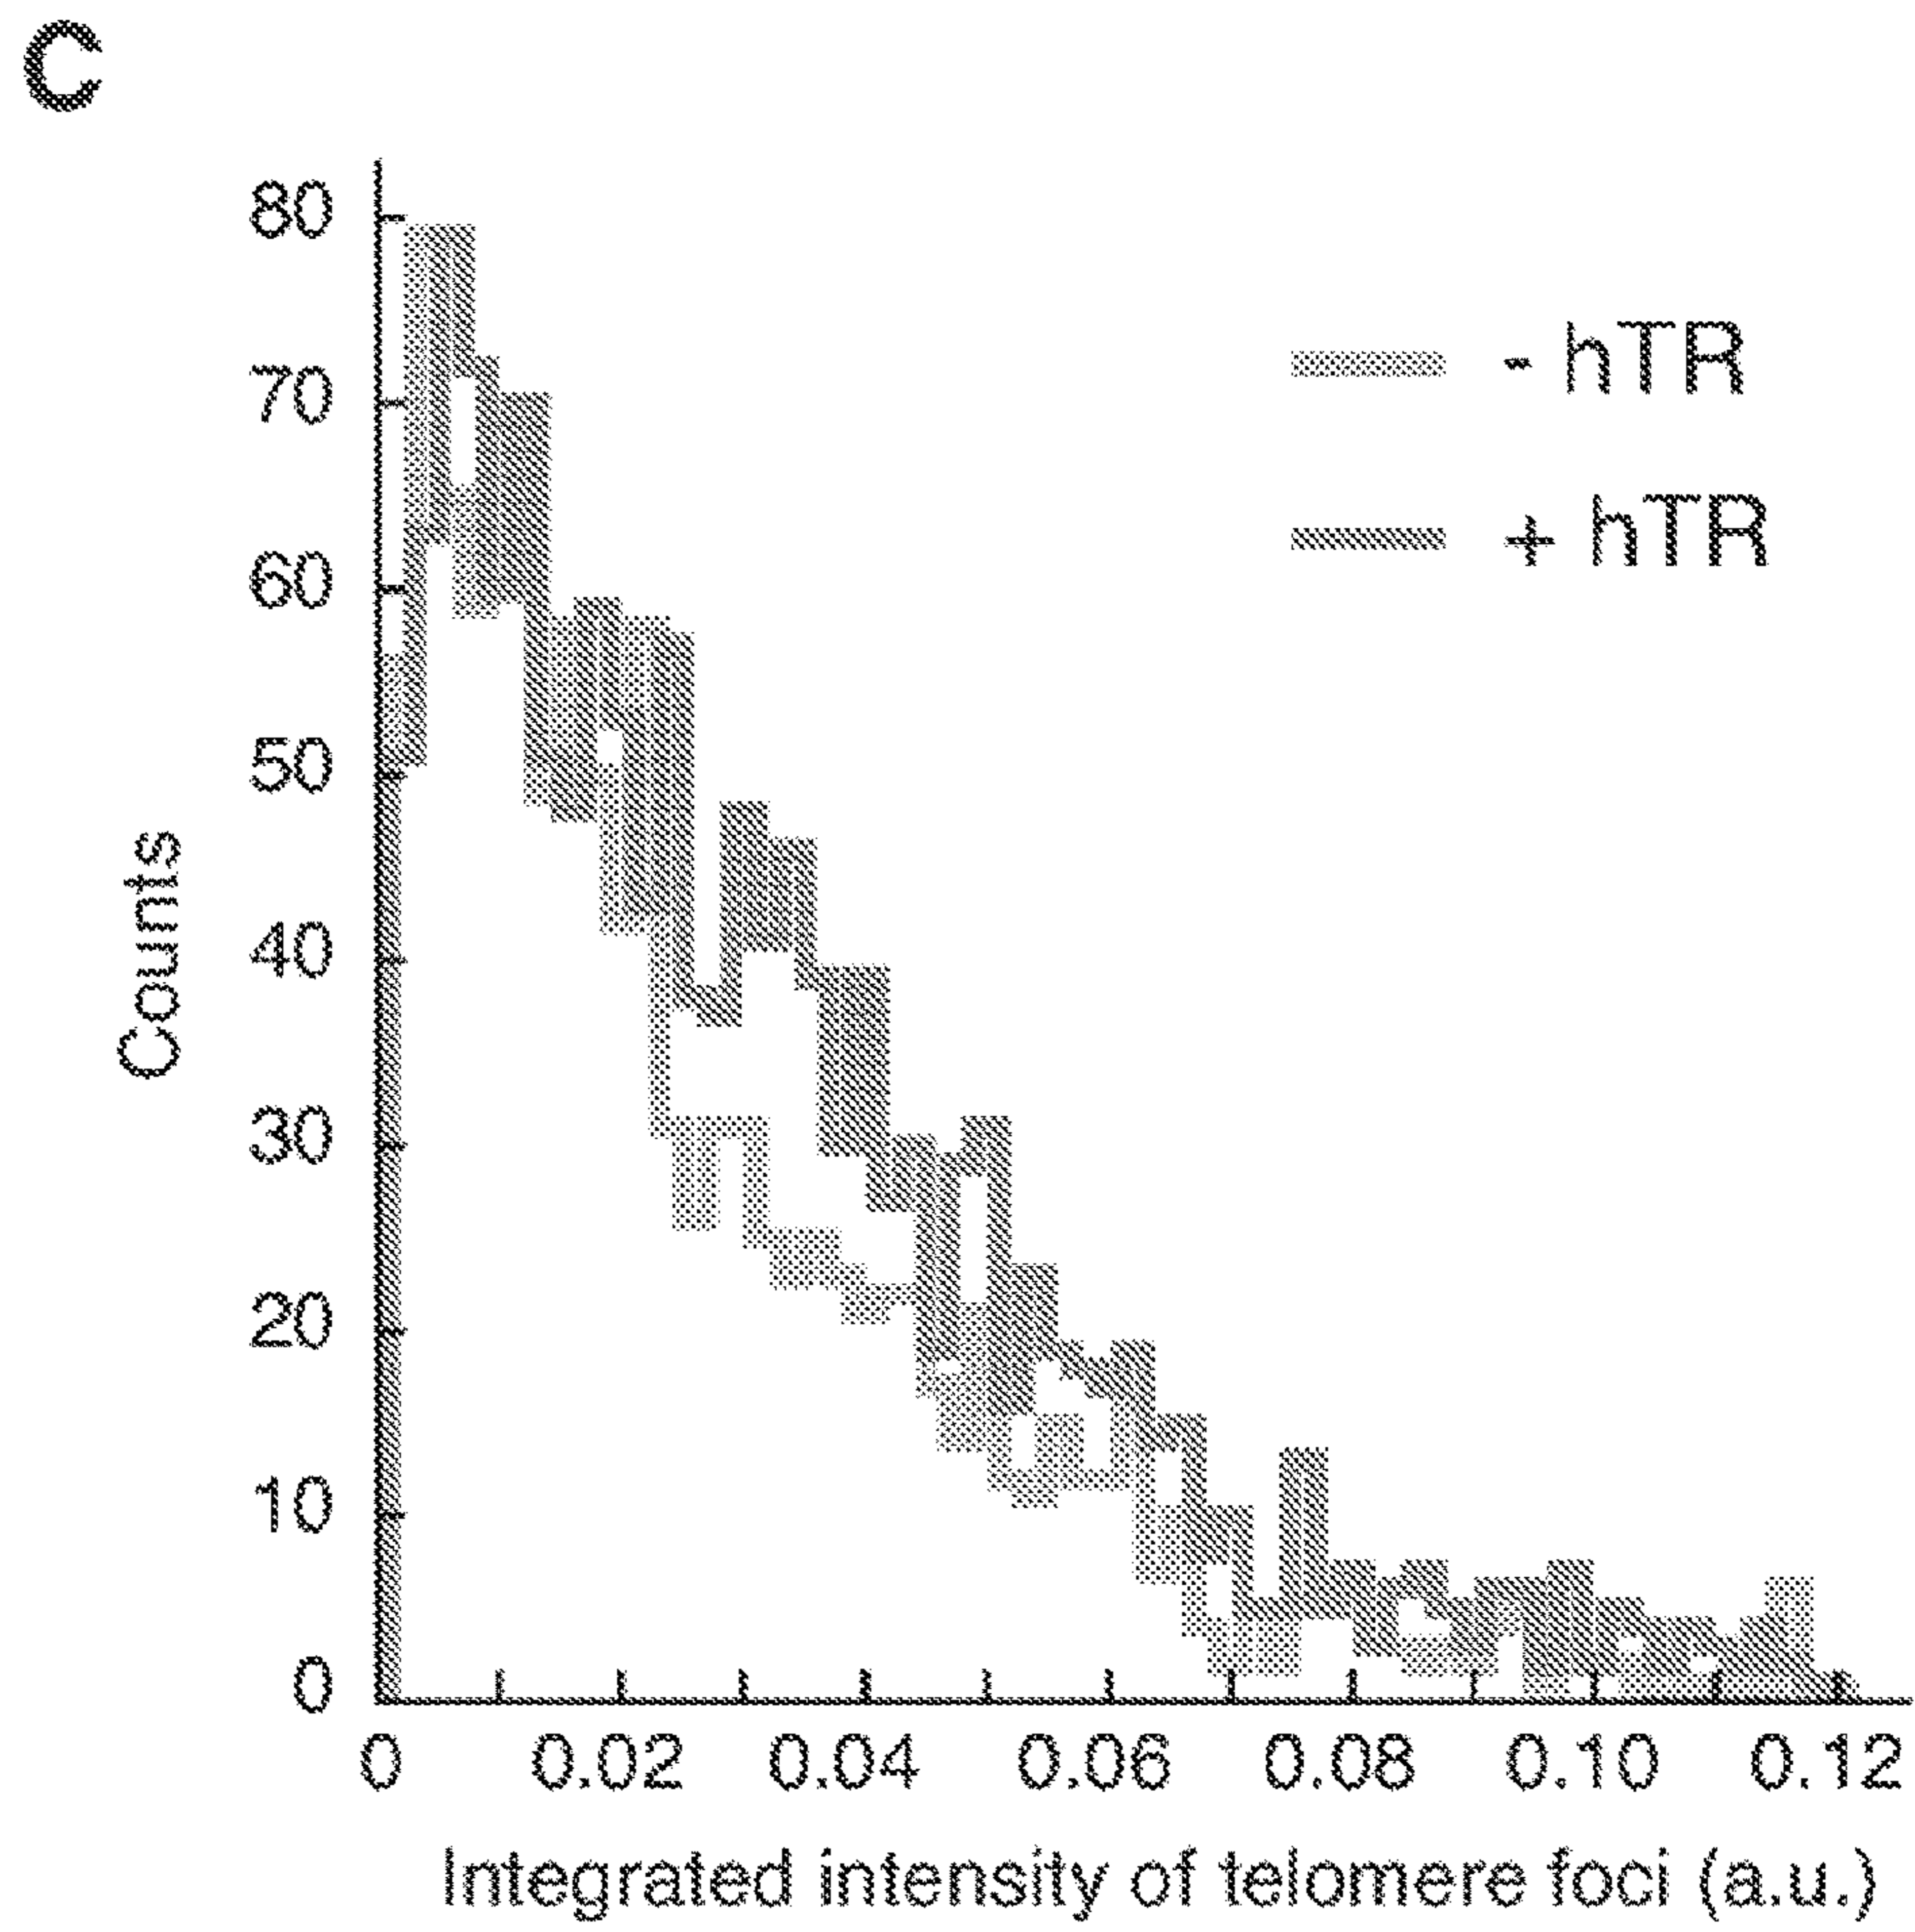 C
80
70
60
50
40
30
20
10
0
Counts
- hTR
+ hTR
0 0.02 0.04 0.06 0.08 0.10 0.12
Integrated intensity of telomere foci (a.u.)